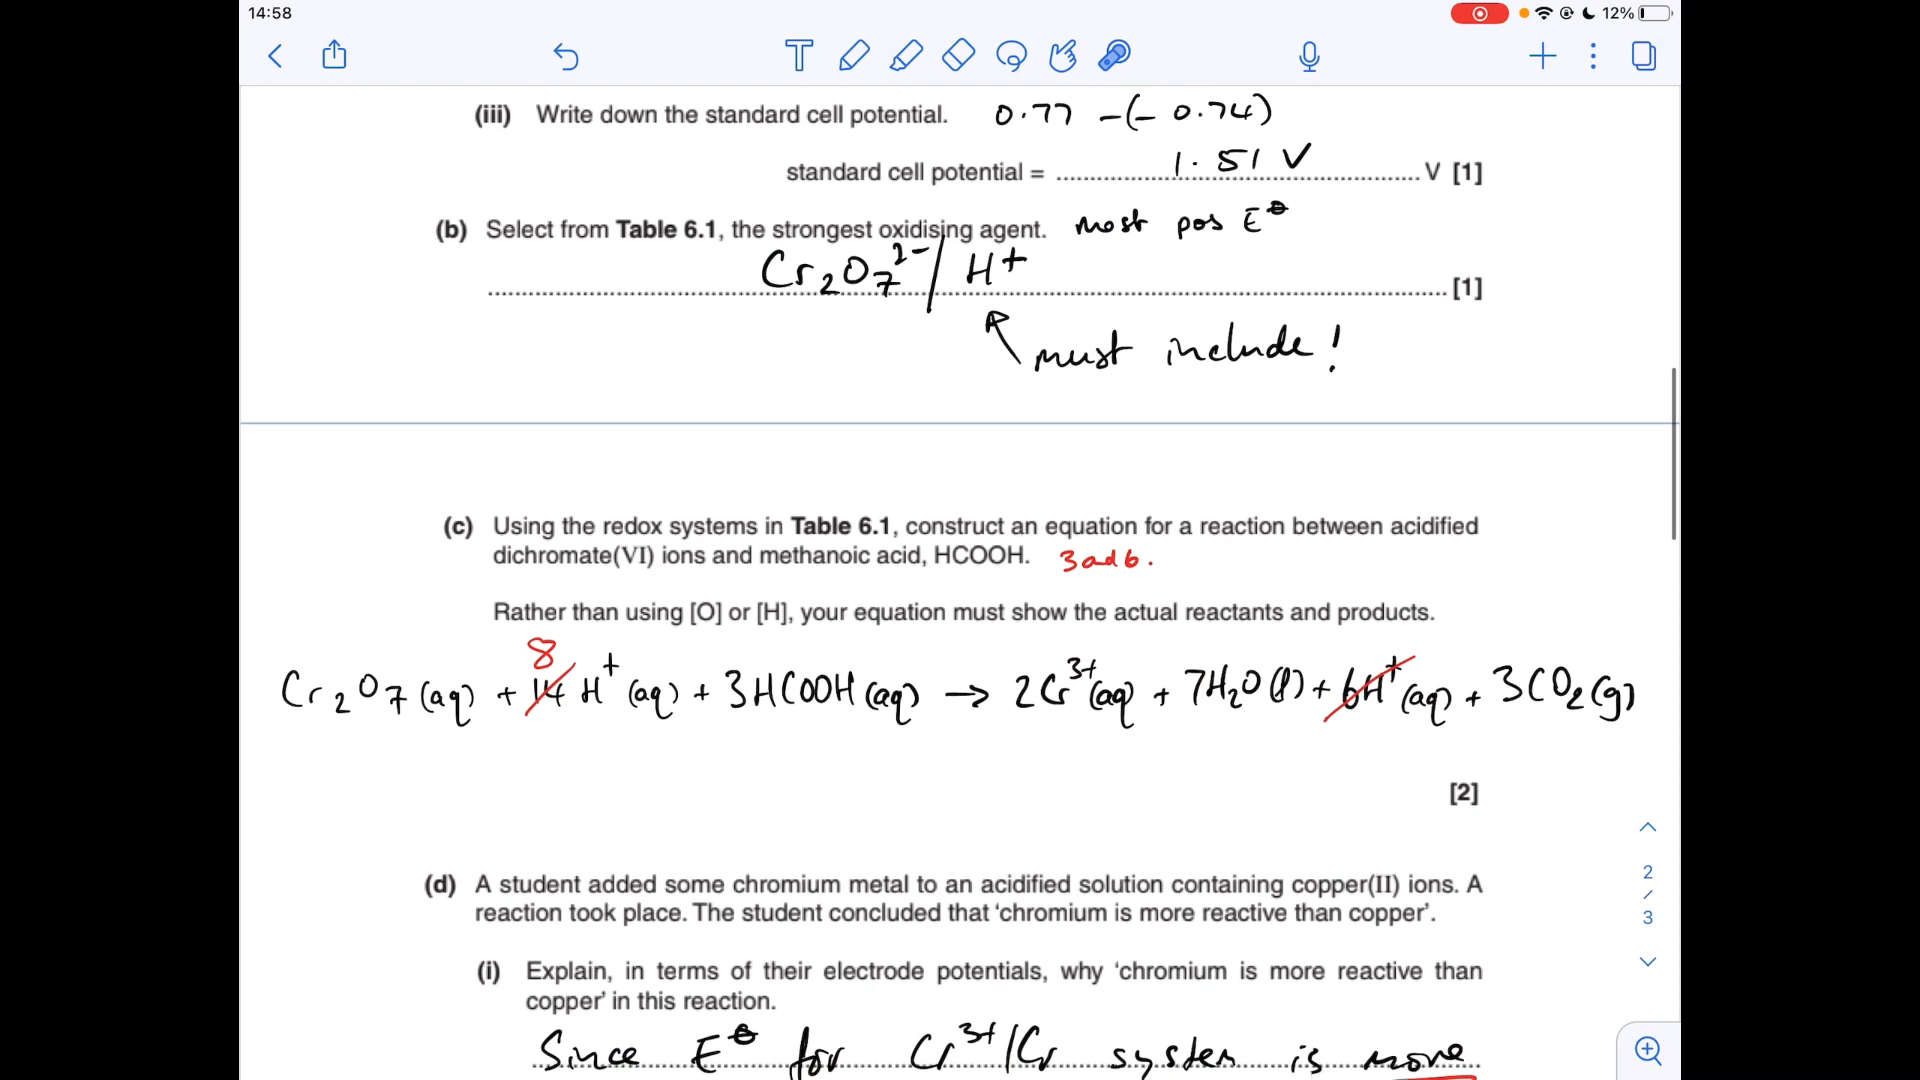 14:58
12%
(iii) Write down the standard cell potential. 0.77 -(- 0.74)
standard cell potential = ........ 1.51 V ........ V [1]
(b) Select from Table 6.1, the strongest oxidising agent. most pos E⦵
Cr₂O₇²⁻/H⁺ [1]
must include!
(c) Using the redox systems in Table 6.1, construct an equation for a reaction between acidified
dichromate(VI) ions and methanoic acid, HCOOH. 3 and 6.
Rather than using [O] or [H], your equation must show the actual reactants and products.
8
Cr₂O₇(aq) + 14 H⁺(aq) + 3HCOOH(aq) → 2Cr³⁺(aq) + 7H₂O(l) + 6H⁺(aq) + 3CO₂(g)
[2]
(d) A student added some chromium metal to an acidified solution containing copper(II) ions. A
reaction took place. The student concluded that ‘chromium is more reactive than copper’.
(i) Explain, in terms of their electrode potentials, why ‘chromium is more reactive than
copper’ in this reaction.
Since E⦵ for Cr³⁺/Cr system is more
2
/
3